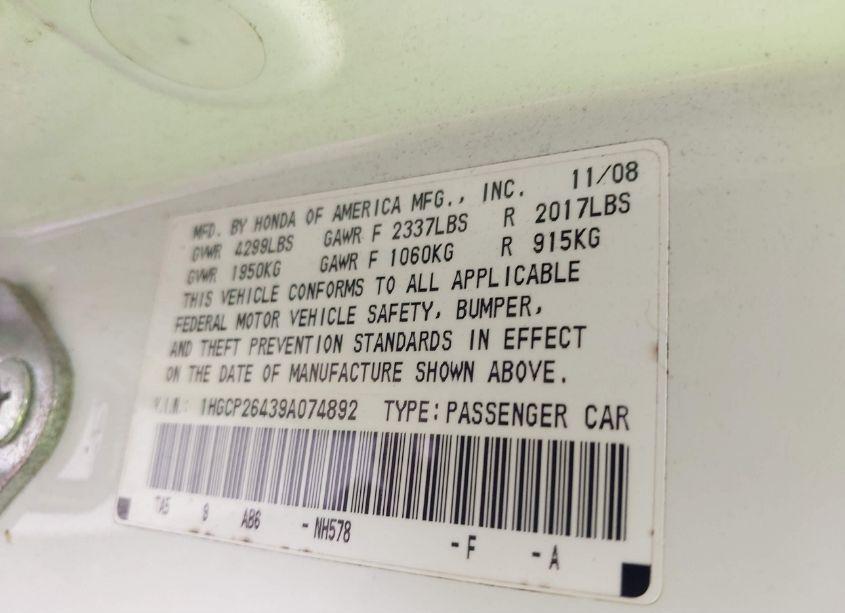 MFD. BY HONDA OF AMERICA MFG., INC. 11/08
GVWR 4299LBS GAWR F 2337LBS R 2017LBS
GVWR 1950KG GAWR F 1060KG R 915KG
THIS VEHICLE CONFORMS TO ALL APPLICABLE
FEDERAL MOTOR VEHICLE SAFETY, BUMPER,
AND THEFT PREVENTION STANDARDS IN EFFECT
ON THE DATE OF MANUFACTURE SHOWN ABOVE.
V.I.N.: 1HGCP26439A074892 TYPE: PASSENGER CAR
TA5 9 AB6 -NH578 -F -A